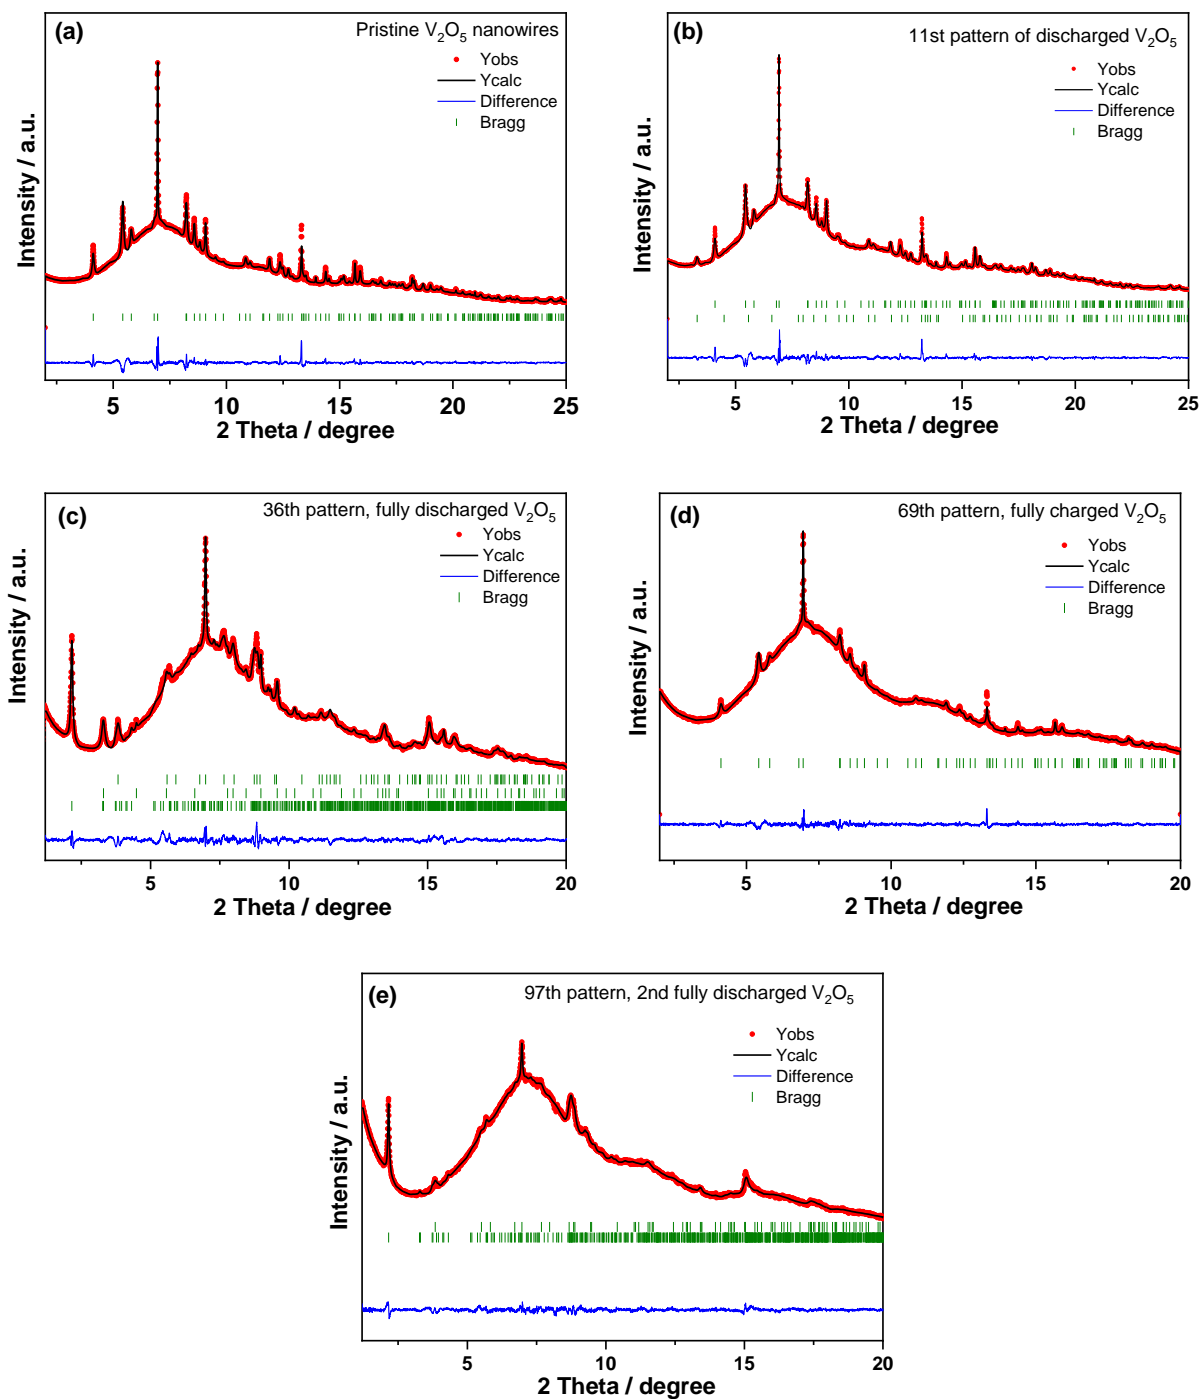 (a)
Pristine V₂O₅ nanowires
Yobs
Ycalc
Difference
Bragg
Intensity / a.u.
5 10 15 20 25
2 Theta / degree
(b)
11st pattern of discharged V₂O₅
Yobs
Ycalc
Difference
Bragg
Intensity / a.u.
5 10 15 20 25
2 Theta / degree
(c)
36th pattern, fully discharged V₂O₅
Yobs
Ycalc
Difference
Bragg
Intensity / a.u.
5 10 15 20
2 Theta / degree
(d)
69th pattern, fully charged V₂O₅
Yobs
Ycalc
Difference
Bragg
Intensity / a.u.
5 10 15 20
2 Theta / degree
(e)
97th pattern, 2nd fully discharged V₂O₅
Yobs
Ycalc
Difference
Bragg
Intensity / a.u.
5 10 15 20
2 Theta / degree